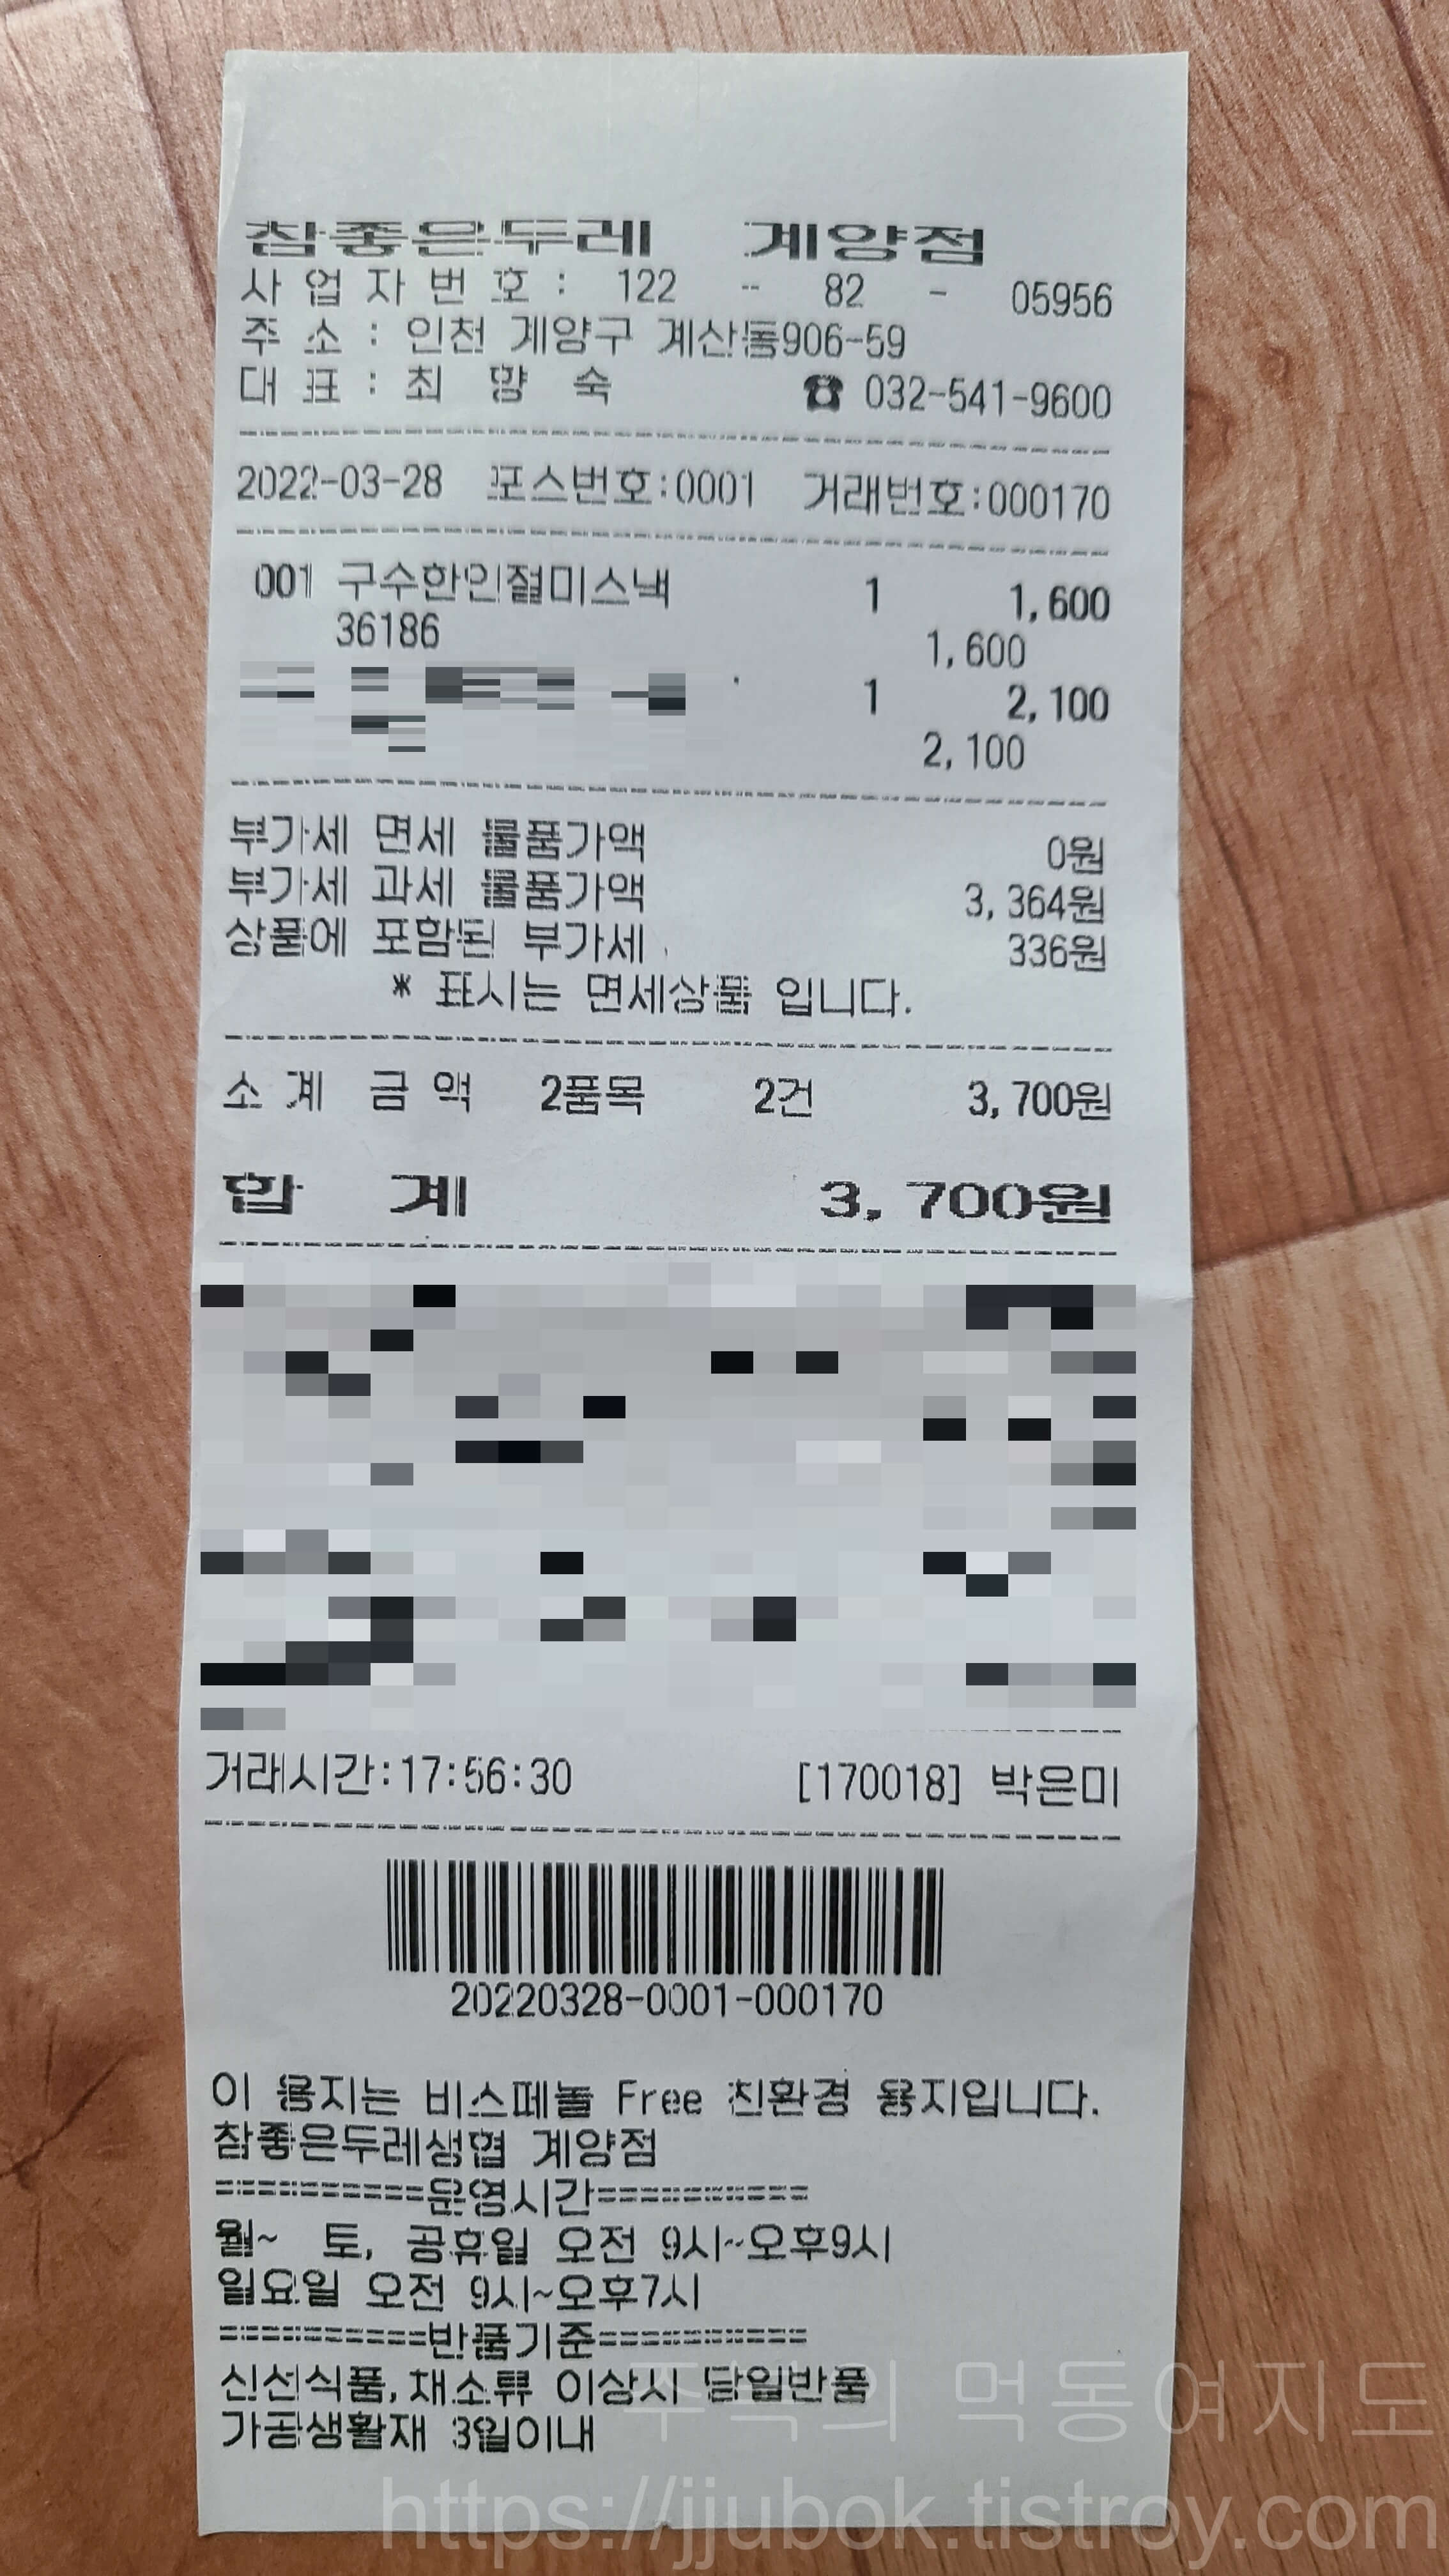 참좋은두레 계양점
사 업 자 번 호 : 122 - 82 - 05956
주 소 : 인천 계양구 계산동906-59
대 표 : 최 향 숙 ☎ 032-541-9600
2022-03-28 포스번호:0001 거래번호:000170
001 구수한인절미스낵 1 1,600
36186 1,600
1 2,100
2,100
부가세 면세 물품가액 0원
부가세 과세 물품가액 3,364원
상품에 포함된 부가세 336원
* 표시는 면세상품 입니다.
소 계 금 액 2품목 2건 3,700원
합 계 3,700원
거래시간:17:56:30 [170018] 박은미
20220328-0001-000170
이 용지는 비스페놀 Free 친환경 용지입니다.
참좋은두레생협 계양점
===========운영시간===========
월~ 토, 공휴일 오전 9시~오후9시
일요일 오전 9시~오후7시
===========반품기준===========
신선식품,채소류 이상시 당일반품
가공생활재 3일이내
먹동여지도
https://jjubok.tistroy.com